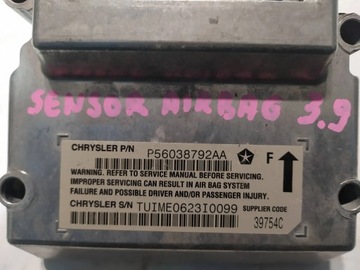 SENSOR AIRBAG 3.9
CHRYSLER P/N P56038792AA
F
WARNING. REFER TO SERVICE MANUAL BEFORE SERVICING.
IMPROPER SERVICING CAN RESULT IN AIR BAG SYSTEM
FAILURE AND POSSIBLE DRIVER AND/OR PASSENGER INJURY.
CHRYSLER S/N TUIME0623I0099 SUPPLIER CODE
39754C